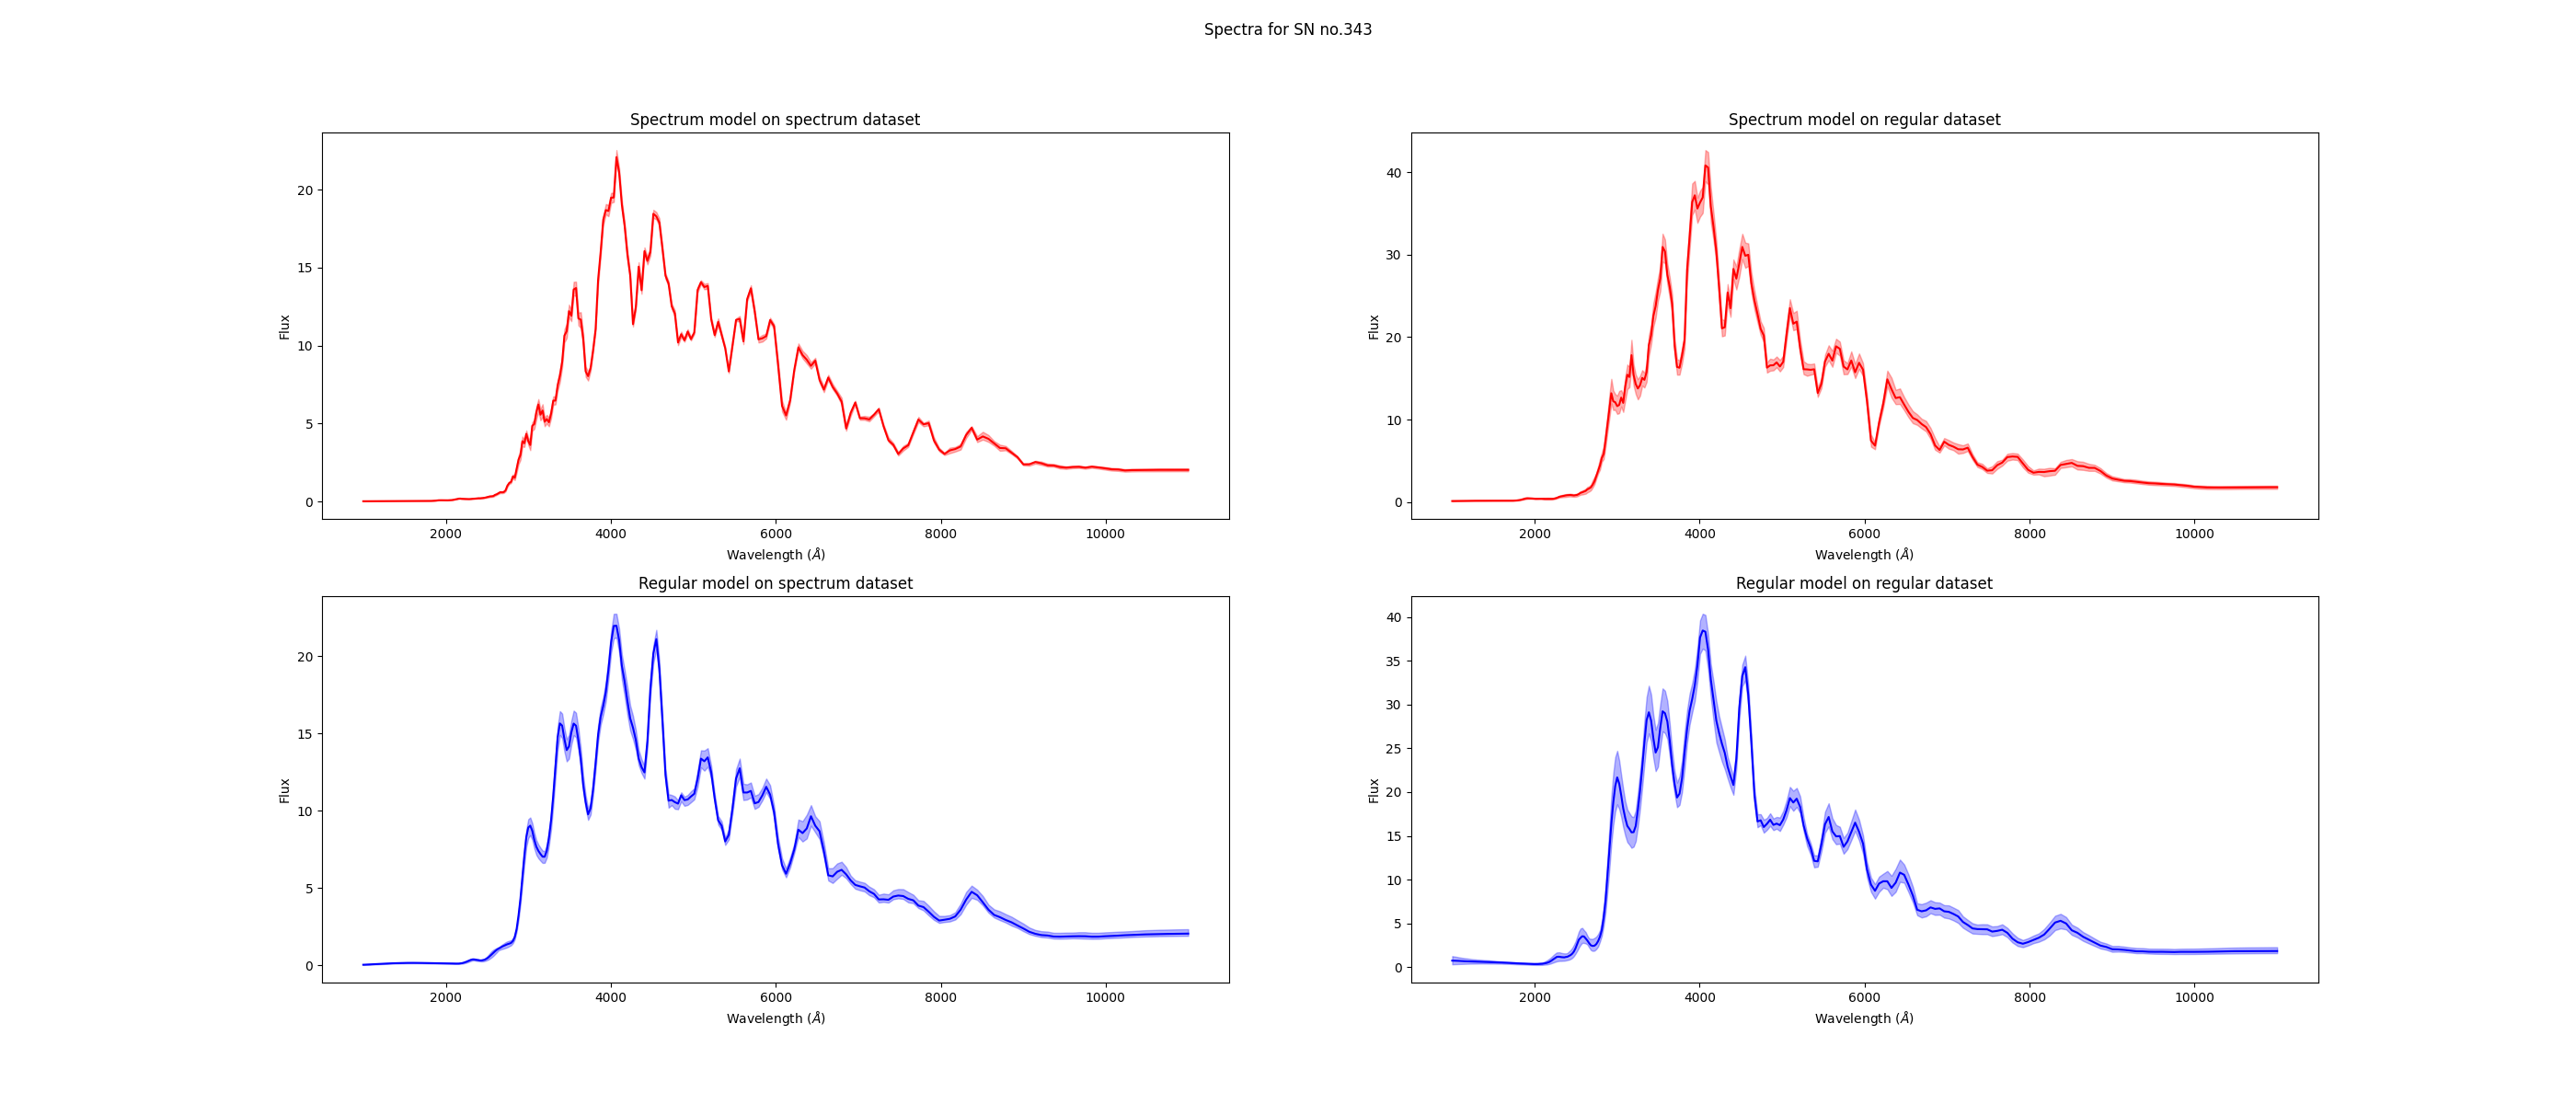 Spectra for SN no.343
Spectrum model on spectrum dataset
Flux
20
15
10
5
0
2000 4000 6000 8000 10000
Wavelength (Å)
Spectrum model on regular dataset
Flux
40
30
20
10
0
2000 4000 6000 8000 10000
Wavelength (Å)
Regular model on spectrum dataset
Flux
20
15
10
5
0
2000 4000 6000 8000 10000
Wavelength (Å)
Regular model on regular dataset
Flux
40
35
30
25
20
15
10
5
0
2000 4000 6000 8000 10000
Wavelength (Å)